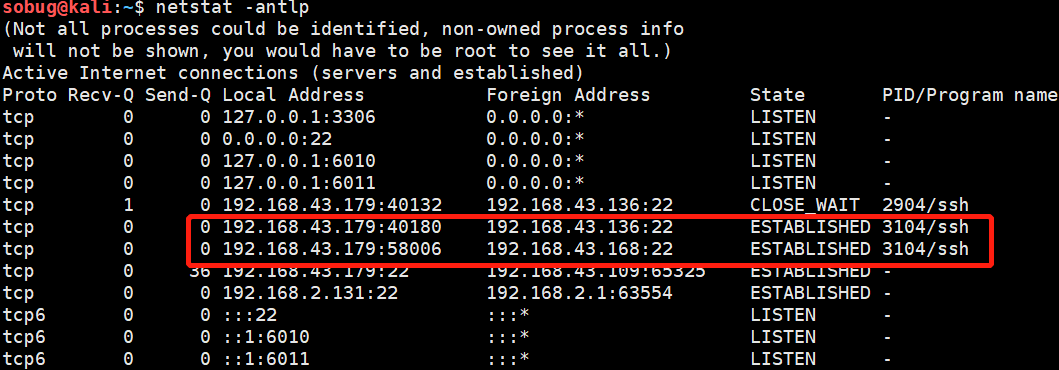 sobug@kali:~$ netstat -antlp
(Not all processes could be identified, non-owned process info
 will not be shown, you would have to be root to see it all.)
Active Internet connections (servers and established)
Proto Recv-Q Send-Q Local Address           Foreign Address         State       PID/Program name
tcp        0      0 127.0.0.1:3306          0.0.0.0:*               LISTEN      -
tcp        0      0 0.0.0.0:22              0.0.0.0:*               LISTEN      -
tcp        0      0 127.0.0.1:6010          0.0.0.0:*               LISTEN      -
tcp        0      0 127.0.0.1:6011          0.0.0.0:*               LISTEN      -
tcp        1      0 192.168.43.179:40132    192.168.43.136:22       CLOSE_WAIT  2904/ssh
tcp        0      0 192.168.43.179:40180    192.168.43.136:22       ESTABLISHED 3104/ssh
tcp        0      0 192.168.43.179:58006    192.168.43.168:22       ESTABLISHED 3104/ssh
tcp        0     36 192.168.43.179:22       192.168.43.109:65325    ESTABLISHED -
tcp        0      0 192.168.2.131:22        192.168.2.1:63554       ESTABLISHED -
tcp6       0      0 :::22                   :::*                    LISTEN      -
tcp6       0      0 ::1:6010                :::*                    LISTEN      -
tcp6       0      0 ::1:6011                :::*                    LISTEN      -